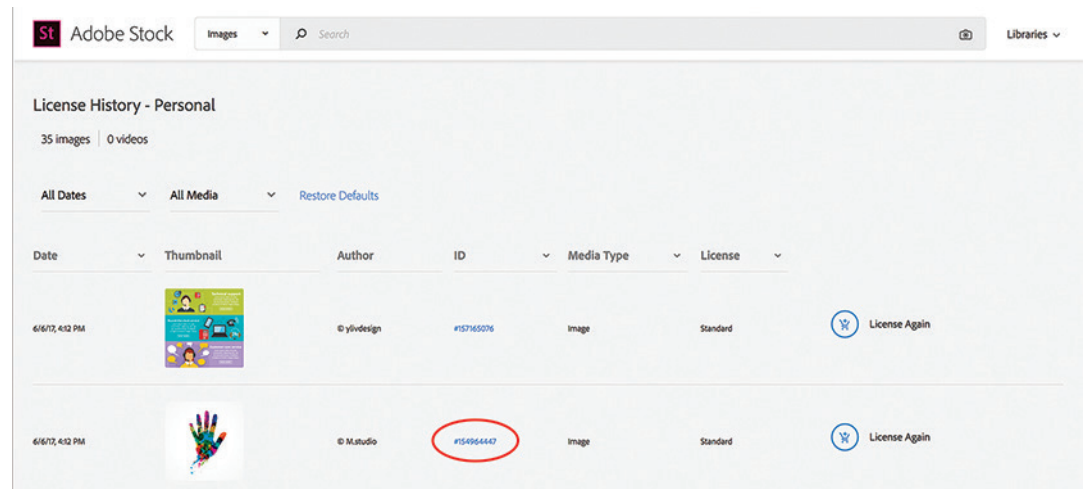 St Adobe Stock Images Search Libraries
License History - Personal
35 images 0 videos
All Dates All Media Restore Defaults
Date Thumbnail Author ID Media Type License
6/6/17, 4:12 PM © ylivdesign #157165076 Image Standard License Again
6/6/17, 4:12 PM © M.studio #154964447 Image Standard License Again